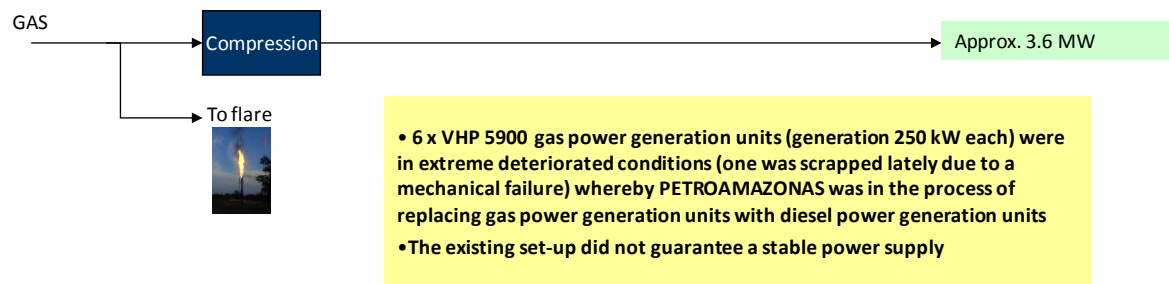 GAS
Compression
Approx. 3.6 MW
To flare
• 6 x VHP 5900 gas power generation units (generation 250 kW each) were
in extreme deteriorated conditions (one was scrapped lately due to a
mechanical failure) whereby PETROAMAZONAS was in the process of
replacing gas power generation units with diesel power generation units
•The existing set-up did not guarantee a stable power supply